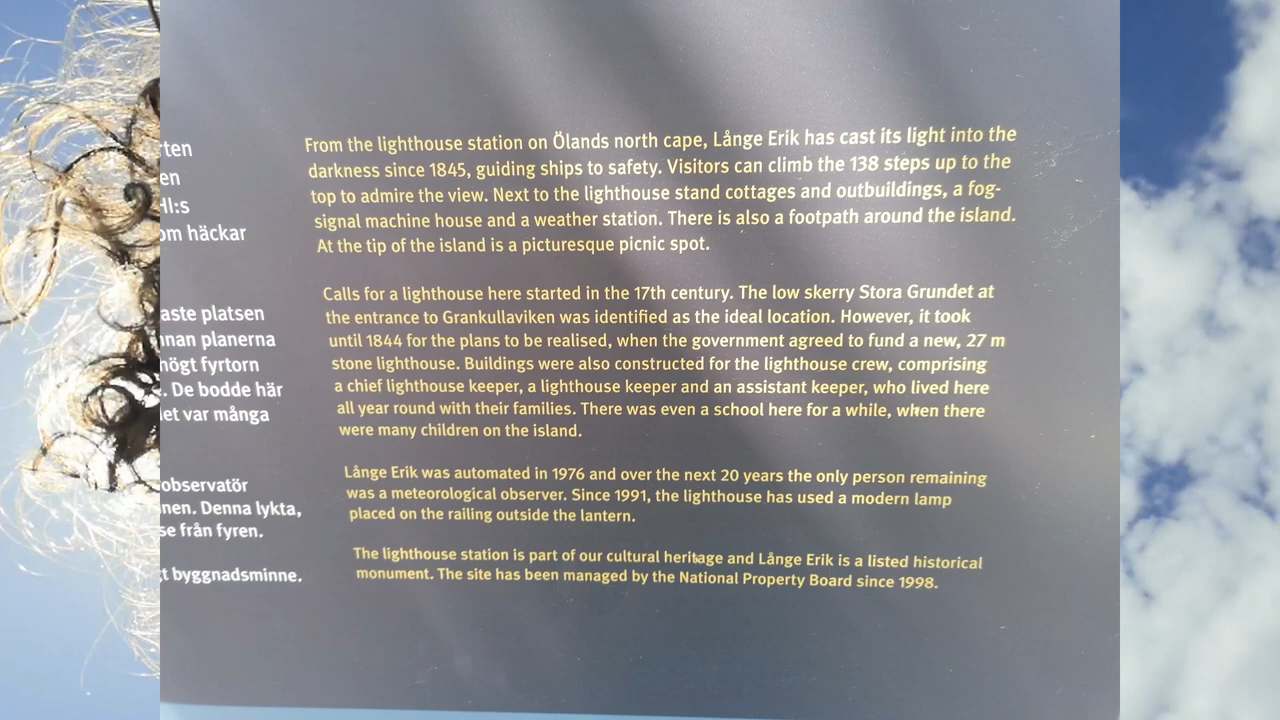 rten
en
HI:s
om häckar
aste platsen
nnan planerna
högt fyrtorn
. De bodde här
det var många
observatör
nen. Denna lykta,
se från fyren.
gt byggnadsminne.
From the lighthouse station on Ölands north cape, Långe Erik has cast its light into the
darkness since 1845, guiding ships to safety. Visitors can climb the 138 steps up to the
top to admire the view. Next to the lighthouse stand cottages and outbuildings, a fog-
signal machine house and a weather station. There is also a footpath around the island.
At the tip of the island is a picturesque picnic spot.
Calls for a lighthouse here started in the 17th century. The low skerry Stora Grundet at
the entrance to Grankullaviken was identified as the ideal location. However, it took
until 1844 for the plans to be realised, when the government agreed to fund a new, 27 m
stone lighthouse. Buildings were also constructed for the lighthouse crew, comprising
a chief lighthouse keeper, a lighthouse keeper and an assistant keeper, who lived here
all year round with their families. There was even a school here for a while, when there
were many children on the island.
Långe Erik was automated in 1976 and over the next 20 years the only person remaining
was a meteorological observer. Since 1991, the lighthouse has used a modern lamp
placed on the railing outside the lantern.
The lighthouse station is part of our cultural heritage and Långe Erik is a listed historical
monument. The site has been managed by the National Property Board since 1998.